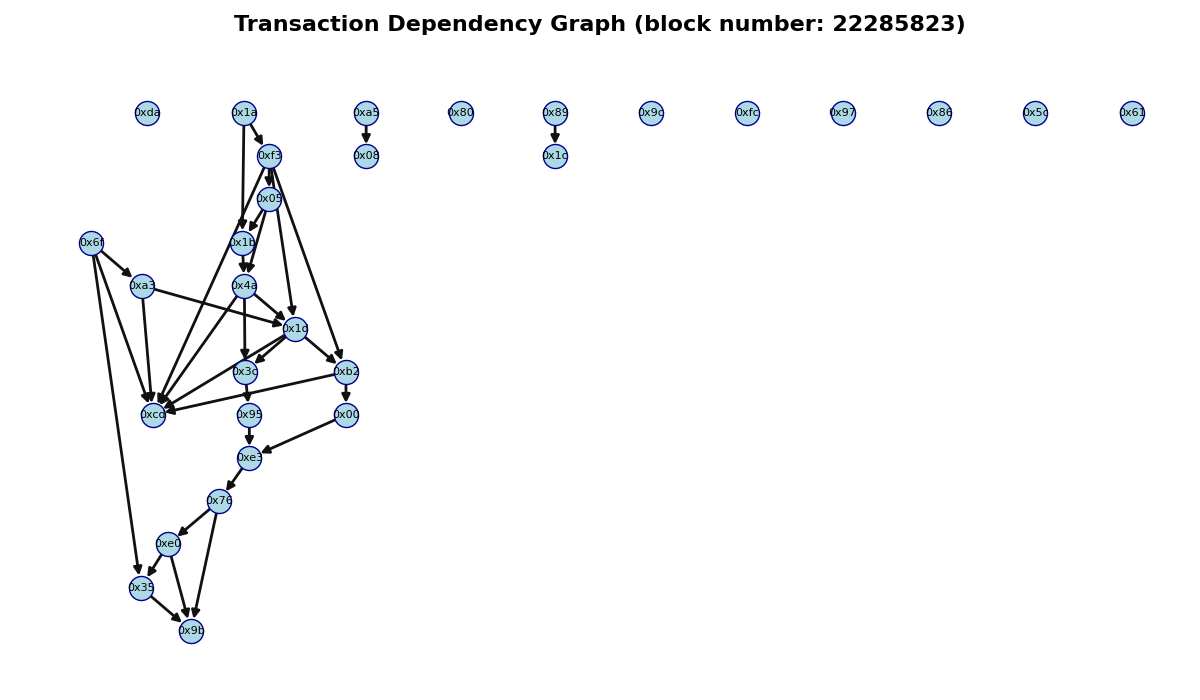 Transaction Dependency Graph (block number: 22285823)
0xda 0x1a 0xa5 0x80 0x89 0x9c 0xfc 0x97 0x86 0x5c 0x61
0xf3 0x08 0x1c
0x05
0x6f 0x1b
0xa3 0x4a
0x1d
0x3c 0xb2
0xcd 0x95 0x00
0xe3
0x76
0xe0
0x35
0x9b